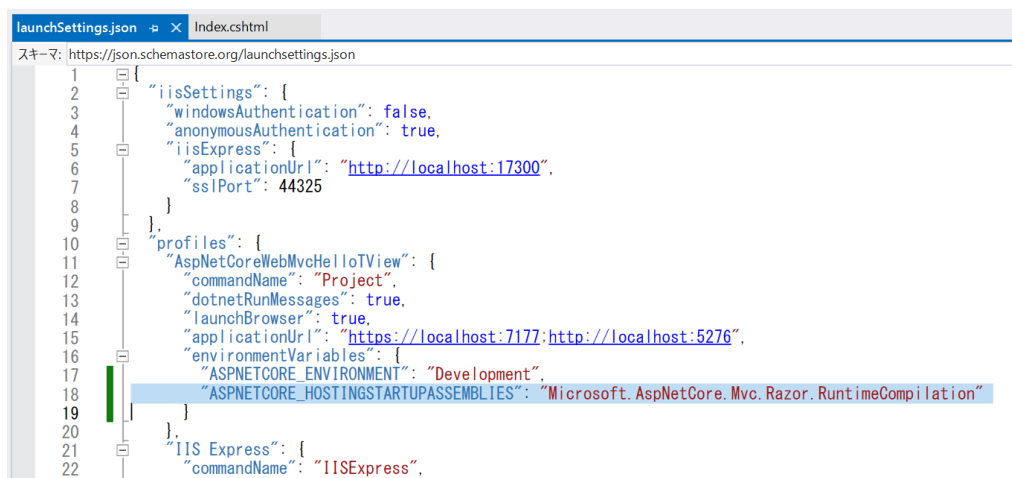 launchSettings.json Index.cshtml
スキーマ: https://json.schemastore.org/launchsettings.json
1 {
2 "iisSettings": {
3 "windowsAuthentication": false,
4 "anonymousAuthentication": true,
5 "iisExpress": {
6 "applicationUrl": "http://localhost:17300",
7 "sslPort": 44325
8 }
9 },
10 "profiles": {
11 "AspNetCoreWebMvcHelloTView": {
12 "commandName": "Project",
13 "dotnetRunMessages": true,
14 "launchBrowser": true,
15 "applicationUrl": "https://localhost:7177;http://localhost:5276",
16 "environmentVariables": {
17 "ASPNETCORE_ENVIRONMENT": "Development",
18 "ASPNETCORE_HOSTINGSTARTUPASSEMBLIES": "Microsoft.AspNetCore.Mvc.Razor.RuntimeCompilation"
19 }
20 },
21 "IIS Express": {
22 "commandName": "IISExpress",